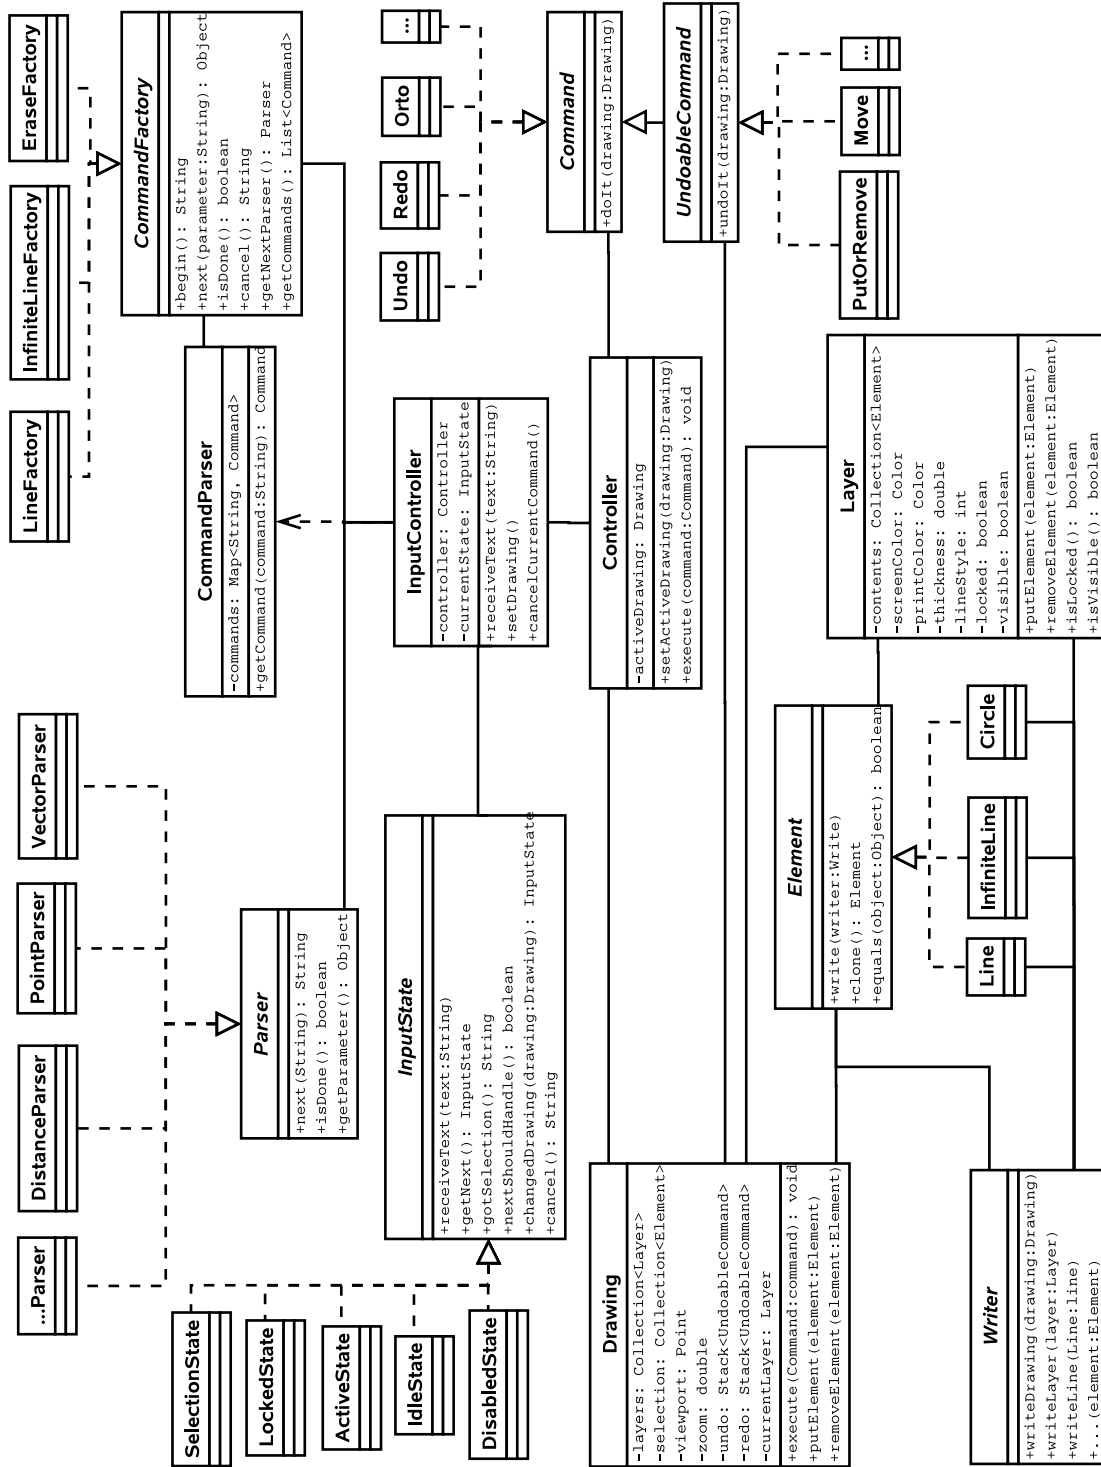 ...Parser
DistanceParser
PointParser
VectorParser
LineFactory
InfiniteLineFactory
EraseFactory
SelectionState
LockedState
ActiveState
IdleState
DisabledState
Parser
+next(String): String
+isDone(): boolean
+getParameter(): Object
CommandParser
-commands: Map<String, Command>
+getCommand(command:String): Command
CommandFactory
+begin(): String
+next(parameter:String): Object
+isDone(): boolean
+cancel(): String
+getNextParser(): Parser
+getCommands(): List<Command>
InputState
+receiveText(text:String)
+getNext(): InputState
+gotSelection(): String
+nextShouldHandle(): boolean
+changedDrawing(drawing:Drawing): InputState
+cancel(): String
InputController
-controller: Controller
-currentState: InputState
+receiveText(text:String)
+setDrawing()
+cancelCurrentCommand()
Undo
Redo
Orto
...
Drawing
-layers: Collection<Layer>
-selection: Collection<Element>
-viewport: Point
-zoom: double
-undo: Stack<UndoableCommand>
-redo: Stack<UndoableCommand>
-currentLayer: Layer
+execute(Command:command): void
+putElement(element:Element)
+removeElement(element:Element)
Controller
-activeDrawing: Drawing
+setActiveDrawing(drawing:Drawing)
+execute(command:Command): void
Command
+doIt(drawing:Drawing)
UndoableCommand
+undoIt(drawing:Drawing)
Element
+write(writer:Write)
+clone(): Element
+equals(object:Object): boolean
Layer
-contents: Collection<Element>
-screenColor: Color
-printColor: Color
-thickness: double
-lineStyle: int
-locked: boolean
-visible: boolean
+putElement(element:Element)
+removeElement(element:Element)
+isLocked(): boolean
+isVisible(): boolean
PutOrRemove
Move
...
Writer
+writeDrawing(drawing:Drawing)
+writeLayer(layer:Layer)
+writeLine(Line:line)
+...(element:Element)
Line
InfiniteLine
Circle